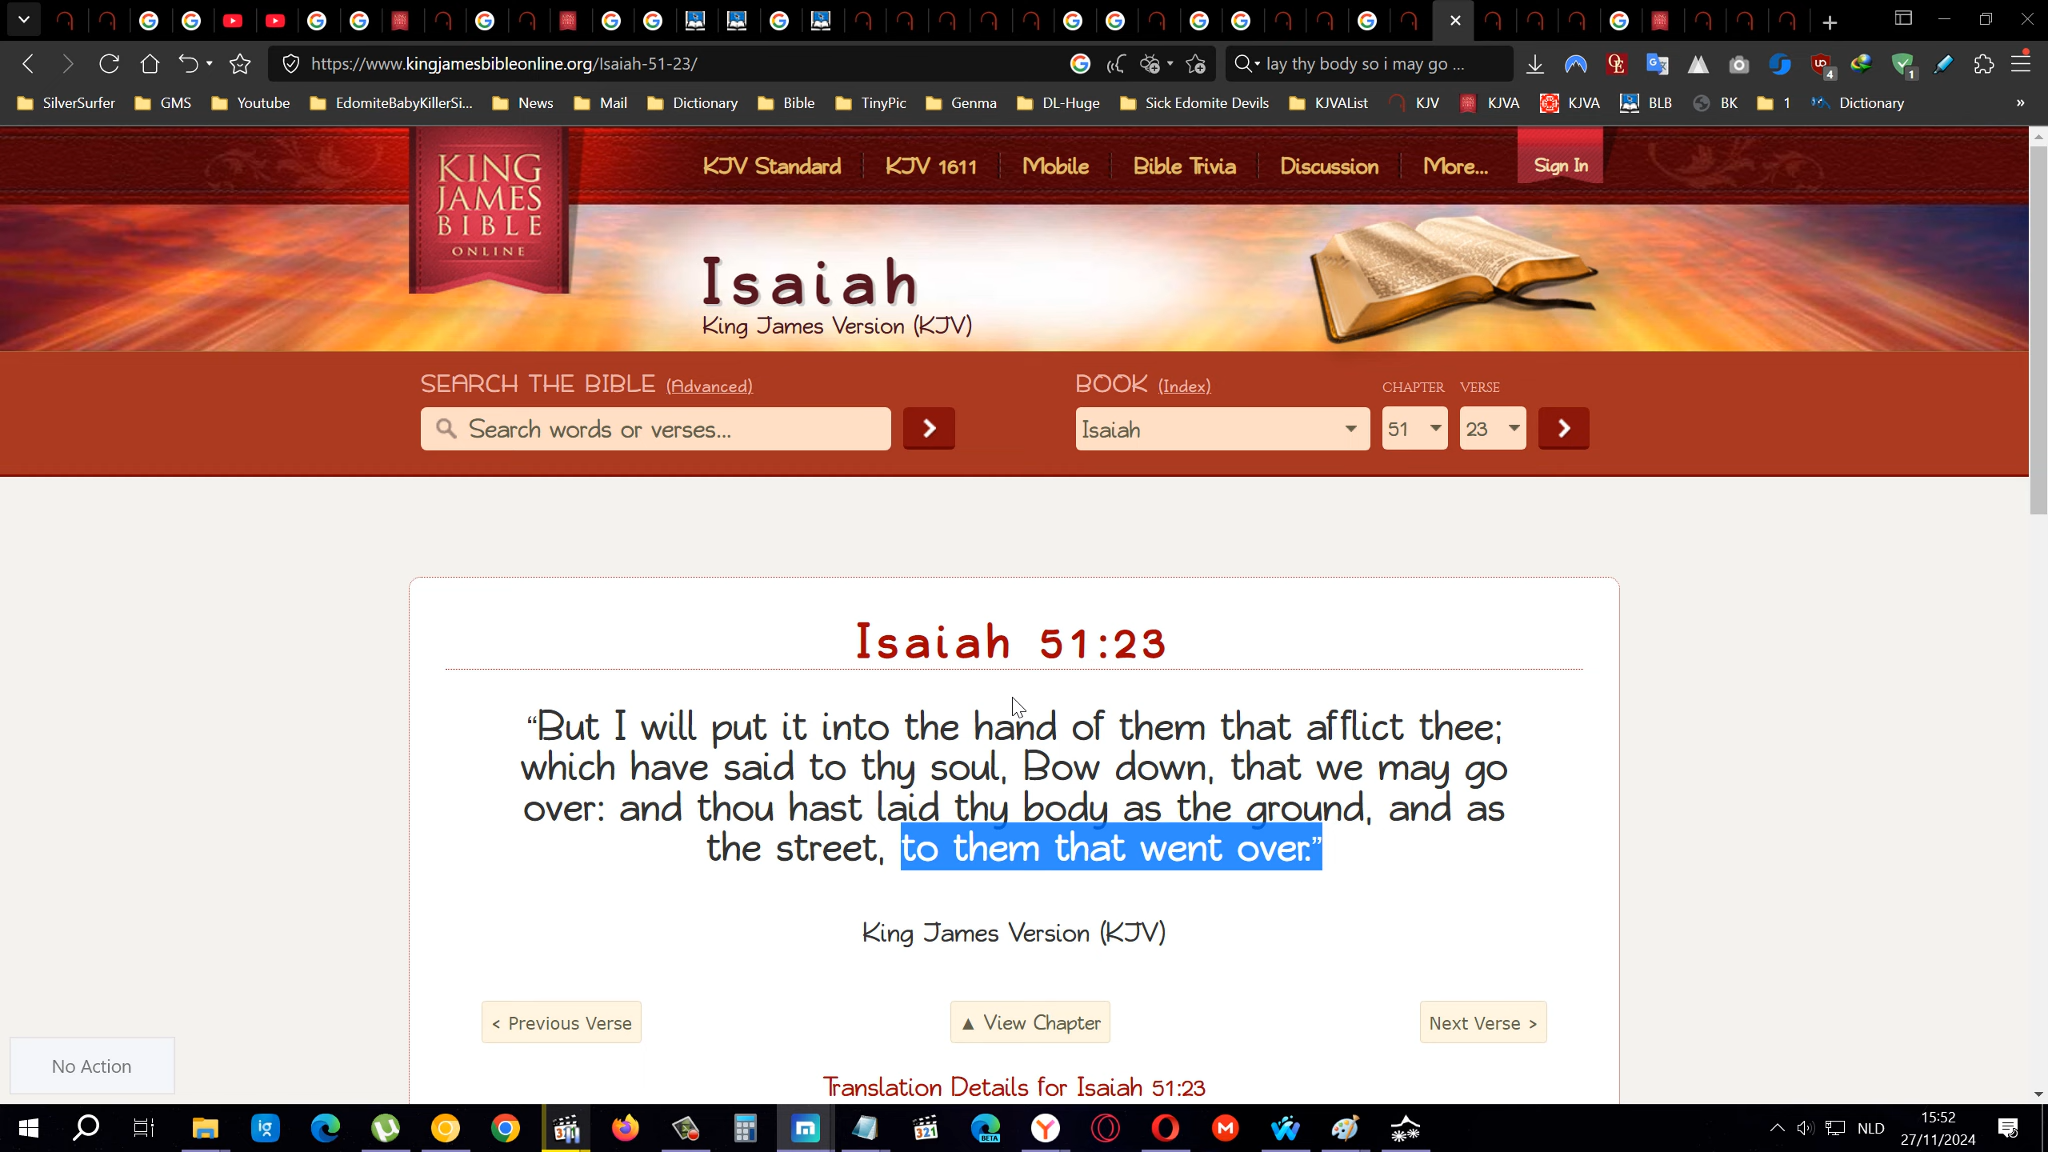 https://www.kingjamesbibleonline.org/Isaiah-51-23/
lay thy body so i may go ...
4
1
SilverSurfer
GMS
Youtube
EdomiteBabyKillerSi...
News
Mail
Dictionary
Bible
TinyPic
Genma
DL-Huge
Sick Edomite Devils
KJVAList
KJV
KJVA
KJVA
BLB
BK
1
Dictionary
»
KING
JAMES
BIBLE
ONLINE
KJV Standard
KJV 1611
Mobile
Bible Trivia
Discussion
More...
Sign In
Isaiah
King James Version (KJV)
SEARCH THE BIBLE (Advanced)
Search words or verses...
BOOK (Index)
CHAPTER
VERSE
Isaiah
51
23
Isaiah 51:23
“But I will put it into the hand of them that afflict thee;
which have said to thy soul, Bow down, that we may go
over: and thou hast laid thy body as the ground, and as
the street, to them that went over.”
King James Version (KJV)
< Previous Verse
▲ View Chapter
Next Verse >
Translation Details for Isaiah 51:23
No Action
NLD
15:52
27/11/2024